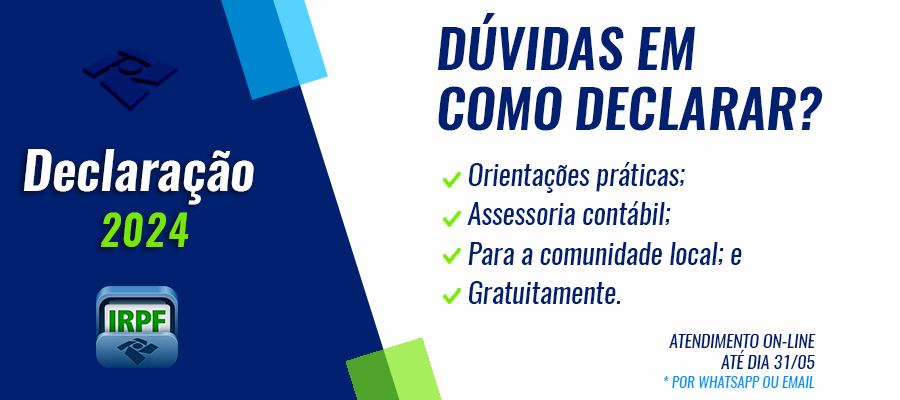 Declaração
2024
IRPF
DÚVIDAS EM
COMO DECLARAR?
Orientações práticas;
Assessoria contábil;
Para a comunidade local; e
Gratuitamente.
ATENDIMENTO ON-LINE
ATÉ DIA 31/05
* POR WHATSAPP OU EMAIL